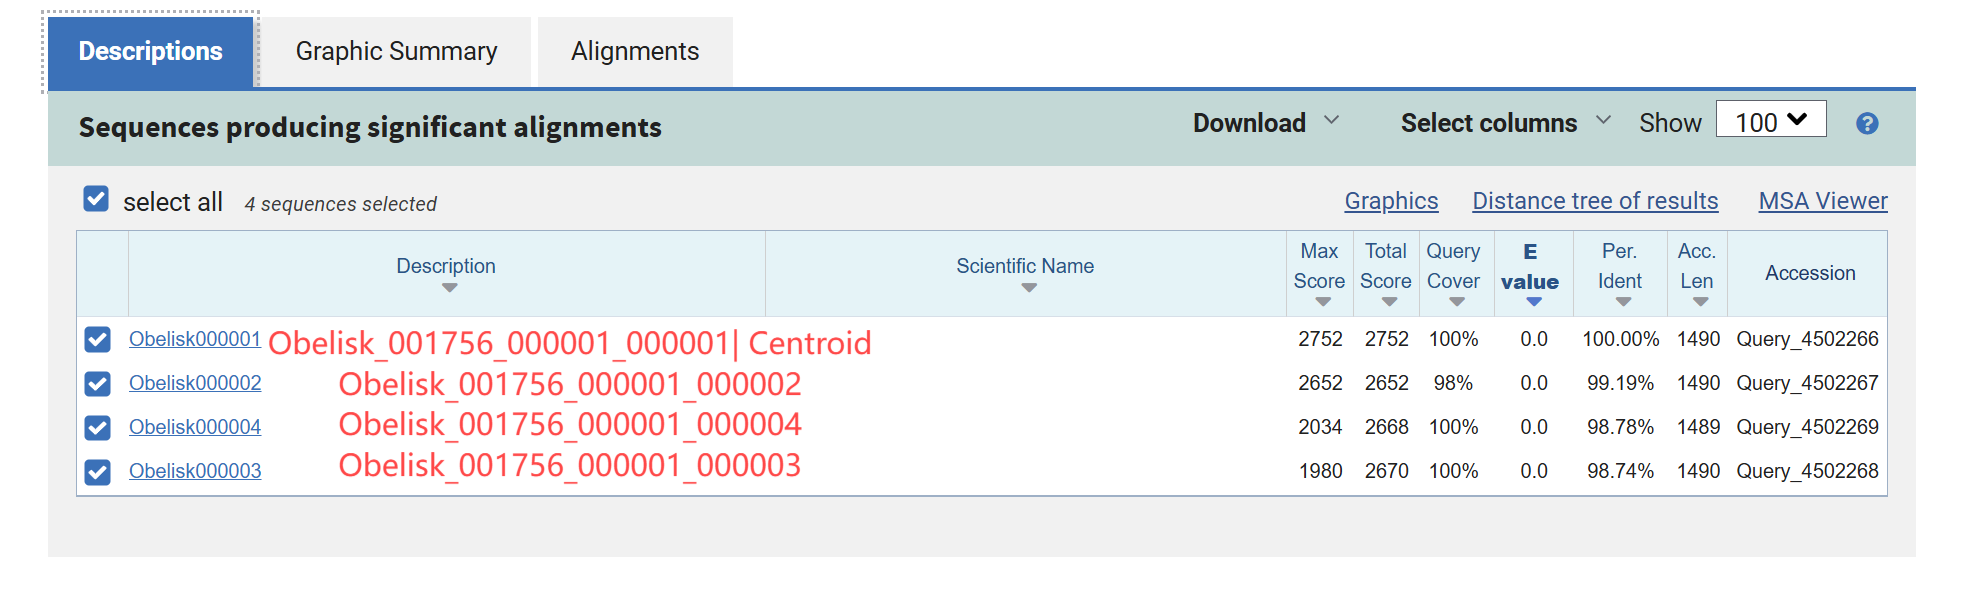 Descriptions Graphic Summary Alignments
Sequences producing significant alignments Download Select columns Show 100 ?
select all 4 sequences selected Graphics Distance tree of results MSA Viewer
Description Scientific Name Max Score Total Score Query Cover E value Per. Ident Acc. Len Accession
Obelisk000001 Obelisk_001756_000001_000001| Centroid 2752 2752 100% 0.0 100.00% 1490 Query_4502266
Obelisk000002 Obelisk_001756_000001_000002 2652 2652 98% 0.0 99.19% 1490 Query_4502267
Obelisk000004 Obelisk_001756_000001_000004 2034 2668 100% 0.0 98.78% 1489 Query_4502269
Obelisk000003 Obelisk_001756_000001_000003 1980 2670 100% 0.0 98.74% 1490 Query_4502268